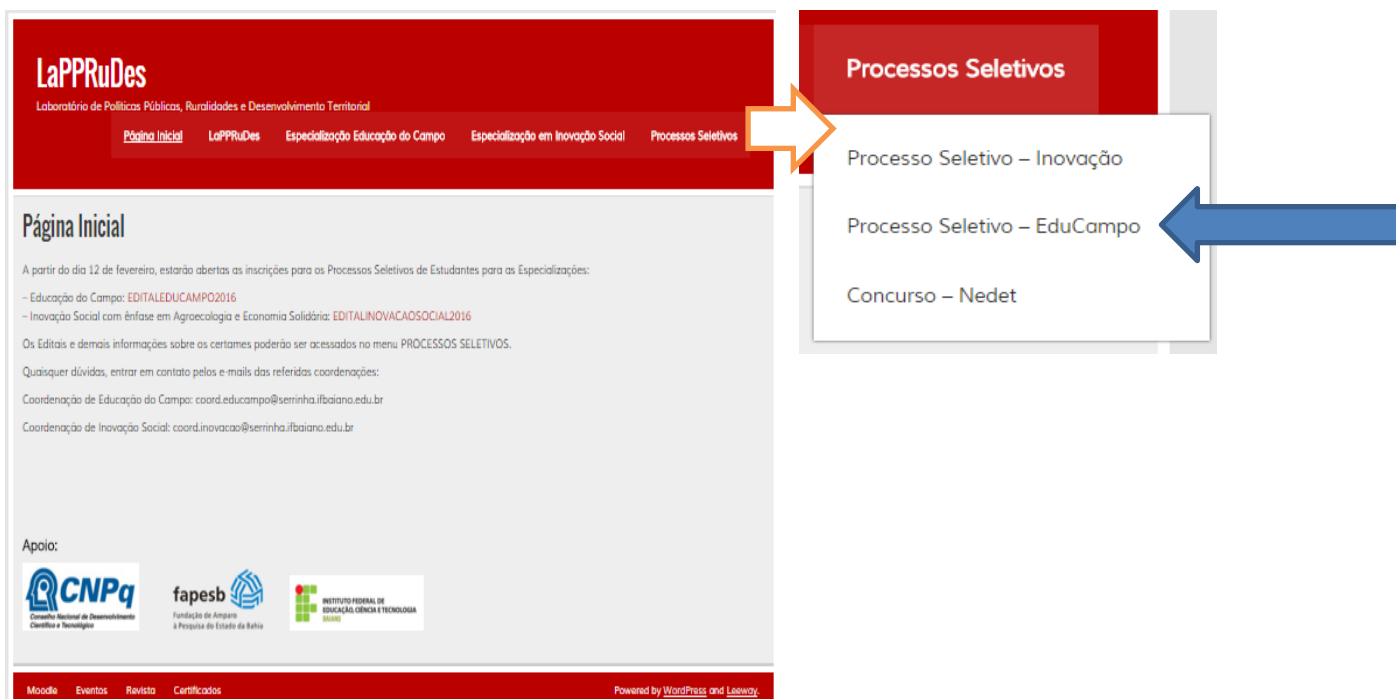 LaPPRuDes
Laboratório de Políticas Públicas, Ruralidades e Desenvolvimento Territorial
Página Inicial LaPPRuDes Especialização Educação do Campo Especialização em Inovação Social Processos Seletivos
Página Inicial
A partir do dia 12 de fevereiro, estarão abertas as inscrições para os Processos Seletivos de Estudantes para as Especializações:
– Educação do Campo: EDITALEDUCAMPO2016
– Inovação Social com ênfase em Agroecologia e Economia Solidária: EDITALINOVACAOSOCIAL2016
Os Editais e demais informações sobre os certames poderão ser acessados no menu PROCESSOS SELETIVOS.
Quaisquer dúvidas, entrar em contato pelos e-mails das referidas coordenações:
Coordenação de Educação do Campo: coord.educampo@serrinha.ifbaiano.edu.br
Coordenação de Inovação Social: coord.inovacao@serrinha.ifbaiano.edu.br
Apoio:
CNPq
Conselho Nacional de Desenvolvimento
Científico e Tecnológico
fapesb
Fundação de Amparo
à Pesquisa do Estado da Bahia
INSTITUTO FEDERAL DE
EDUCAÇÃO, CIÊNCIA E TECNOLOGIA
BAIANO
Moodle Eventos Revista Certificados
Powered by WordPress and Leeway.
Processos Seletivos
Processo Seletivo – Inovação
Processo Seletivo – EduCampo
Concurso – Nedet